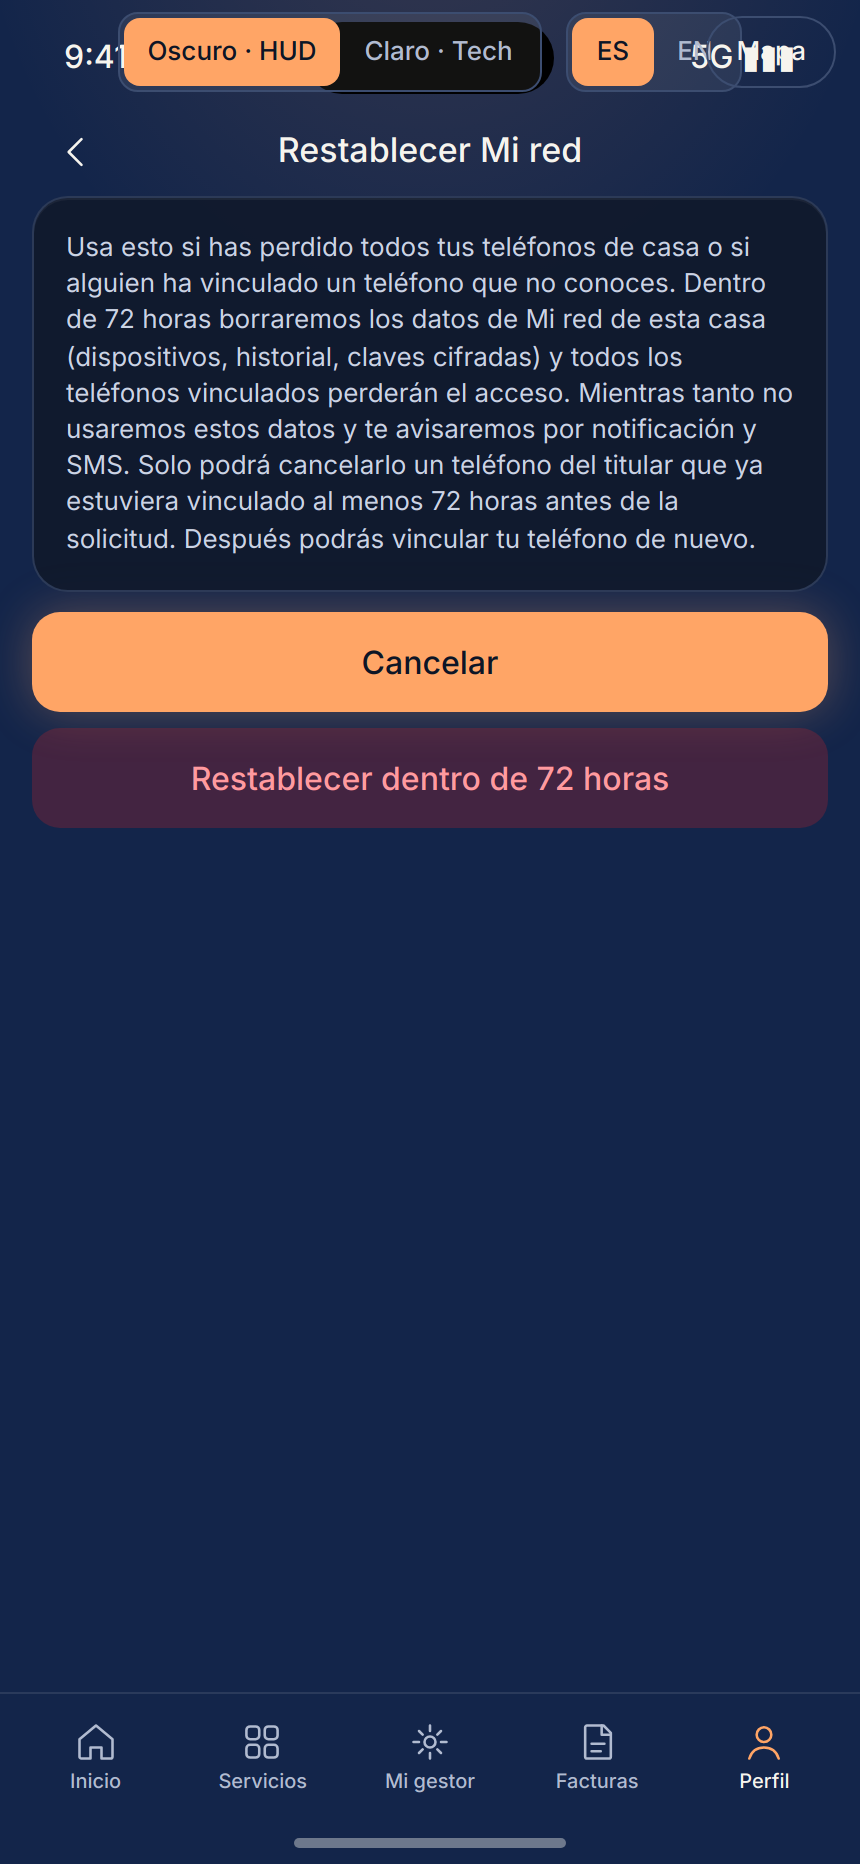 9:41
Oscuro · HUD
Claro · Tech
ES
EN
5G
Mapa
Restablecer Mi red
Usa esto si has perdido todos tus teléfonos de casa o si
alguien ha vinculado un teléfono que no conoces. Dentro
de 72 horas borraremos los datos de Mi red de esta casa
(dispositivos, historial, claves cifradas) y todos los
teléfonos vinculados perderán el acceso. Mientras tanto no
usaremos estos datos y te avisaremos por notificación y
SMS. Solo podrá cancelarlo un teléfono del titular que ya
estuviera vinculado al menos 72 horas antes de la
solicitud. Después podrás vincular tu teléfono de nuevo.
Cancelar
Restablecer dentro de 72 horas
Inicio
Servicios
Mi gestor
Facturas
Perfil